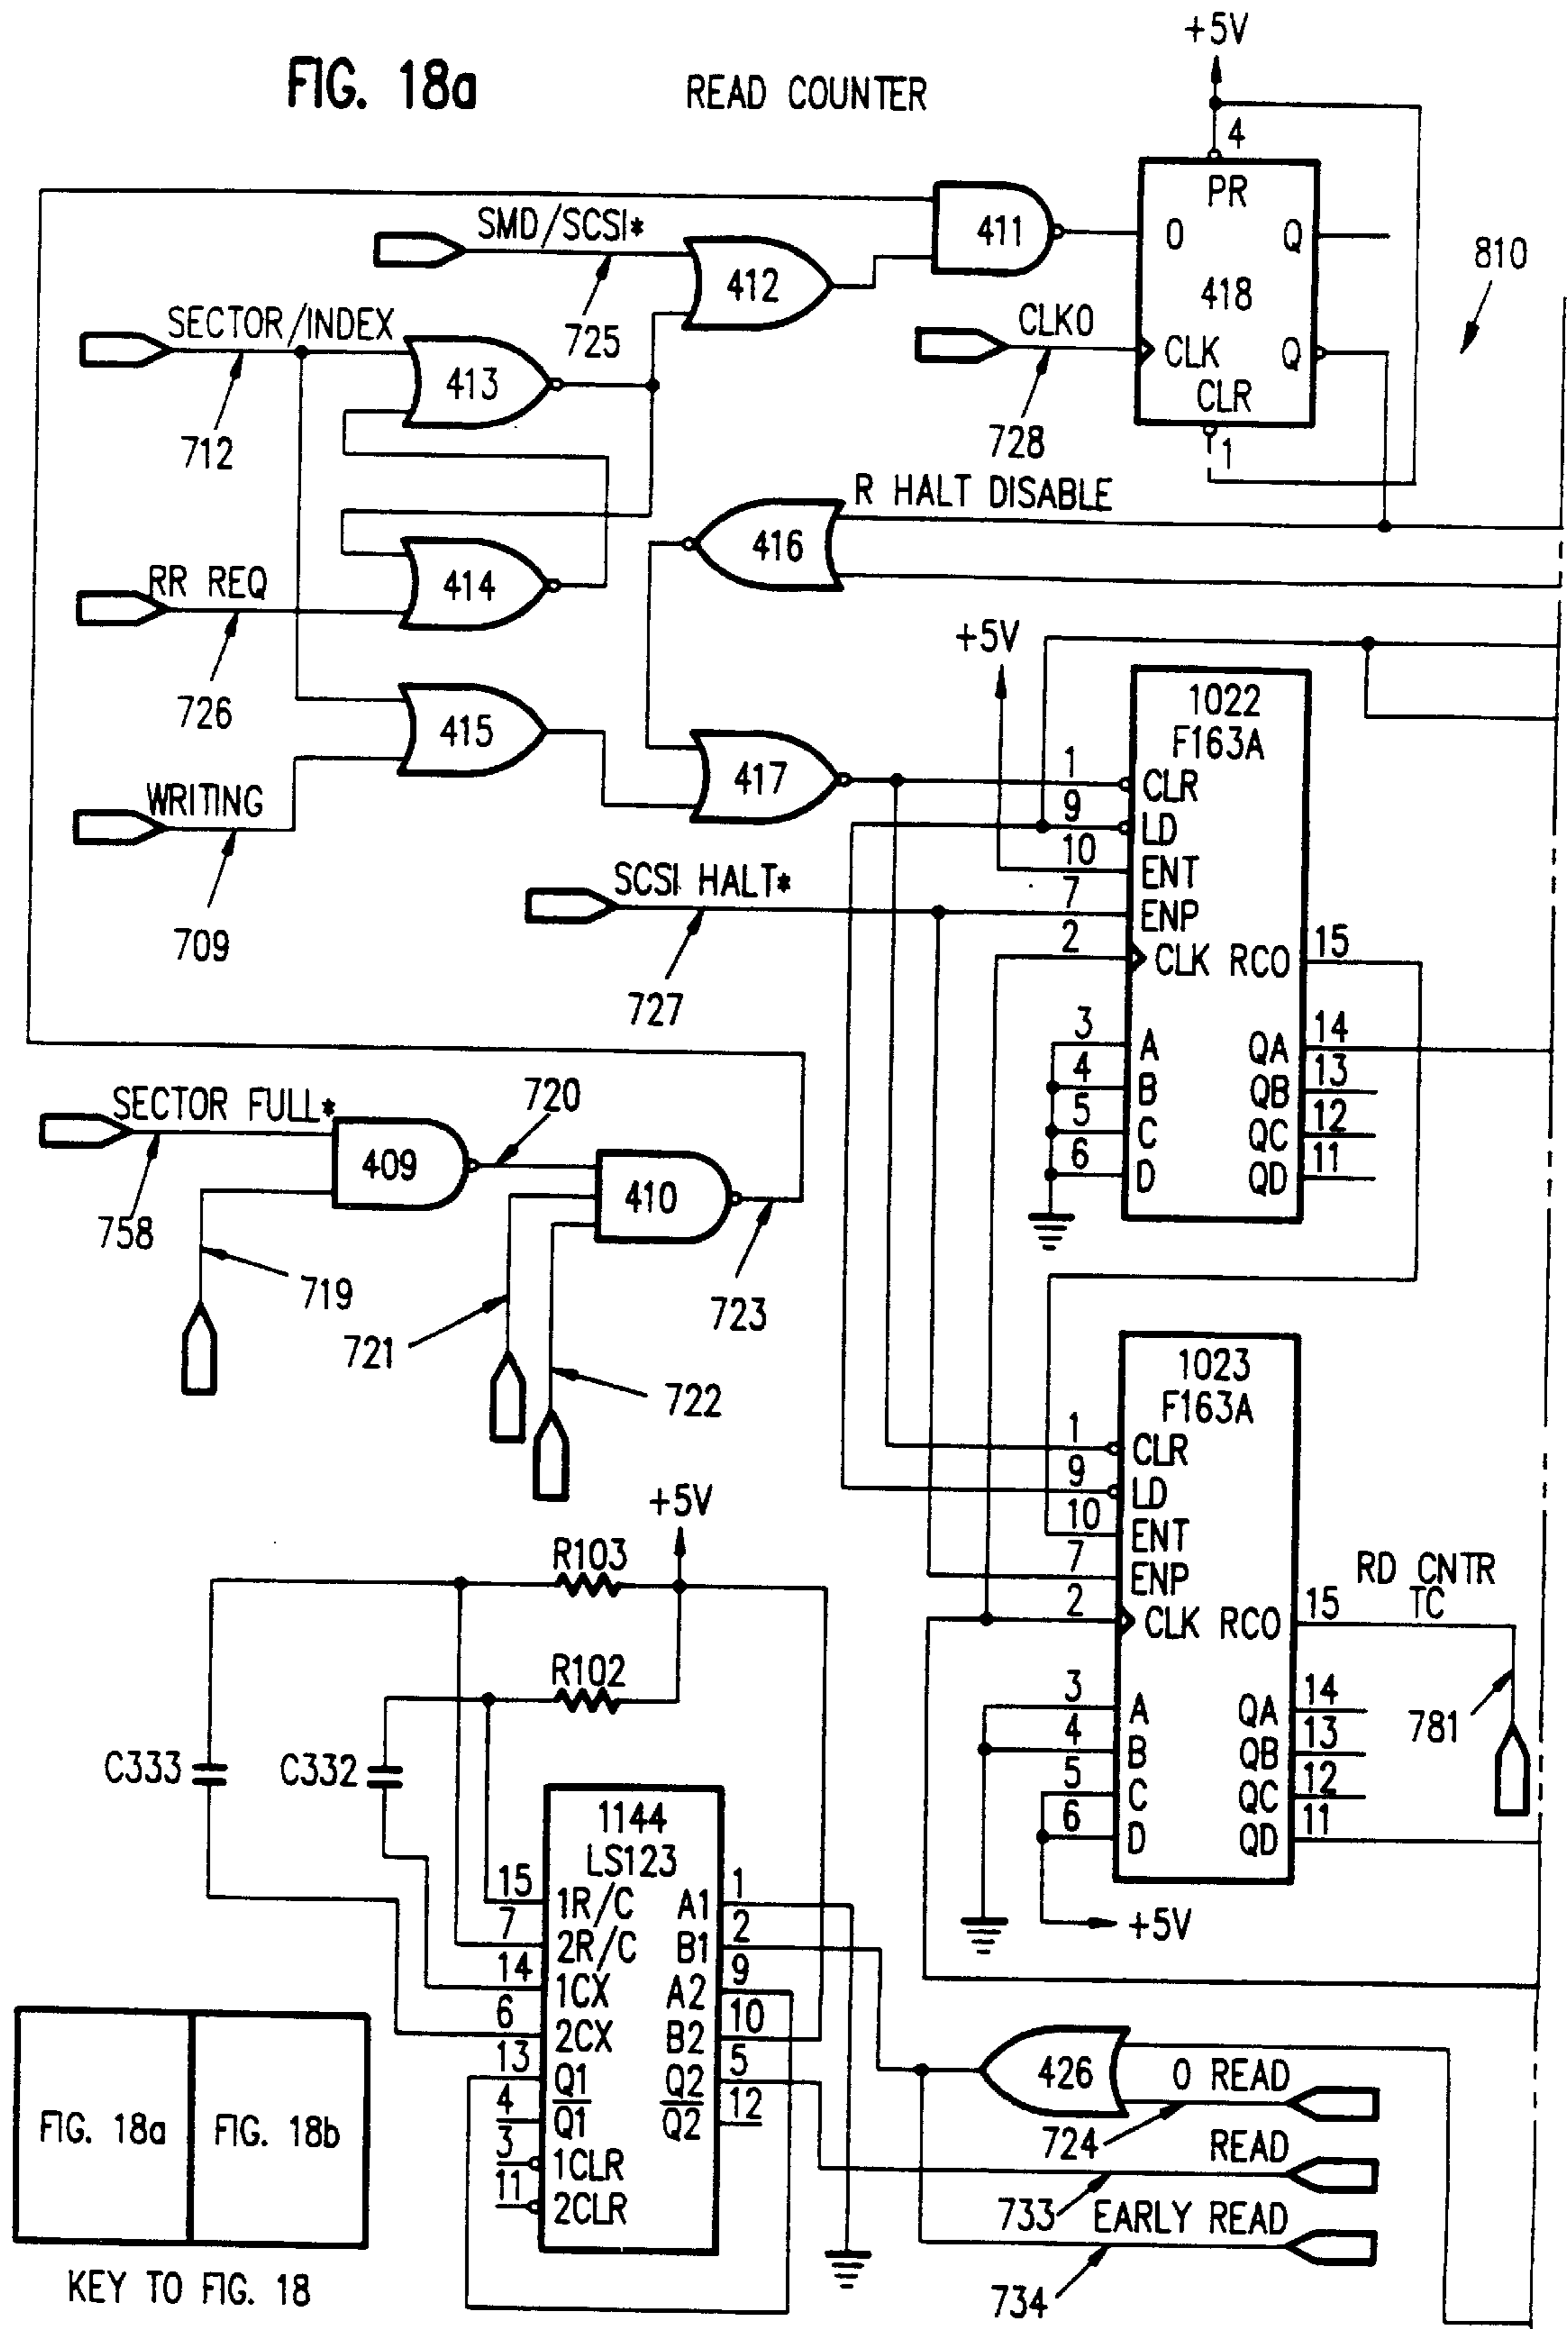 FIG. 18a
READ COUNTER
+5V
4
PR
O Q
418
CLK Q
CLR
1
810
411
SMD/SCSI*
412
725
SECTOR/INDEX
413
712
CLK0
728
R HALT DISABLE
416
RR REQ
414
726
415
WRITING
709
417
+5V
1022
F163A
1 CLR
9 LD
10 ENT
7 ENP
2 CLK RCO 15
3 A QA 14
4 B QB 13
5 C QC 12
6 D QD 11
SCSI HALT*
727
SECTOR FULL*
409
720
410
758
719
721
722
723
1023
F163A
1 CLR
9 LD
10 ENT
7 ENP
2 CLK RCO 15
RD CNTR
TC
3 A QA 14
4 B QB 13
5 C QC 12
6 D QD 11
781
+5V
+5V
R103
R102
C333
C332
1144
LS123
15 1R/C A1 1
7 2R/C B1 2
14 1CX A2 9
6 2CX B2 10
13 Q1 Q2 5
4 Q1 Q2 12
3 1CLR
11 2CLR
426
O READ
724
READ
733
EARLY READ
734
FIG. 18a
FIG. 18b
KEY TO FIG. 18